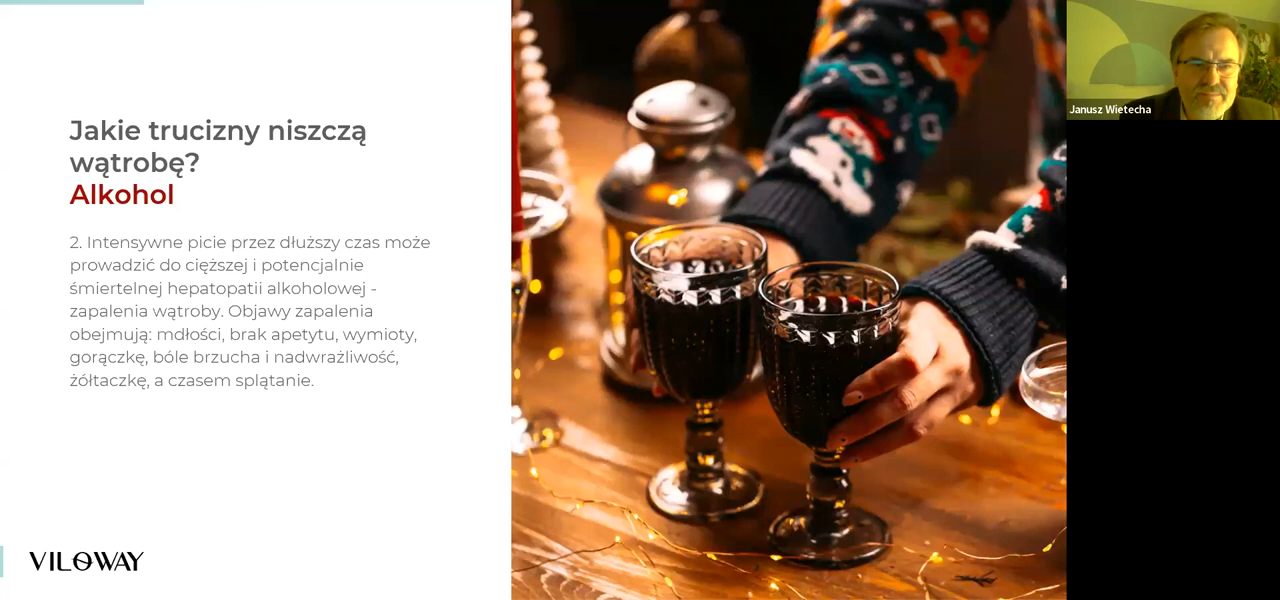 Jakie trucizny niszczą
wątrobę?
Alkohol
2. Intensywne picie przez dłuższy czas może
prowadzić do cięższej i potencjalnie
śmiertelnej hepatopatii alkoholowej -
zapalenia wątroby. Objawy zapalenia
obejmują: mdłości, brak apetytu, wymioty,
gorączkę, bóle brzucha i nadwrażliwość,
żółtaczkę, a czasem splątanie.
VILOWAY
Janusz Wietecha